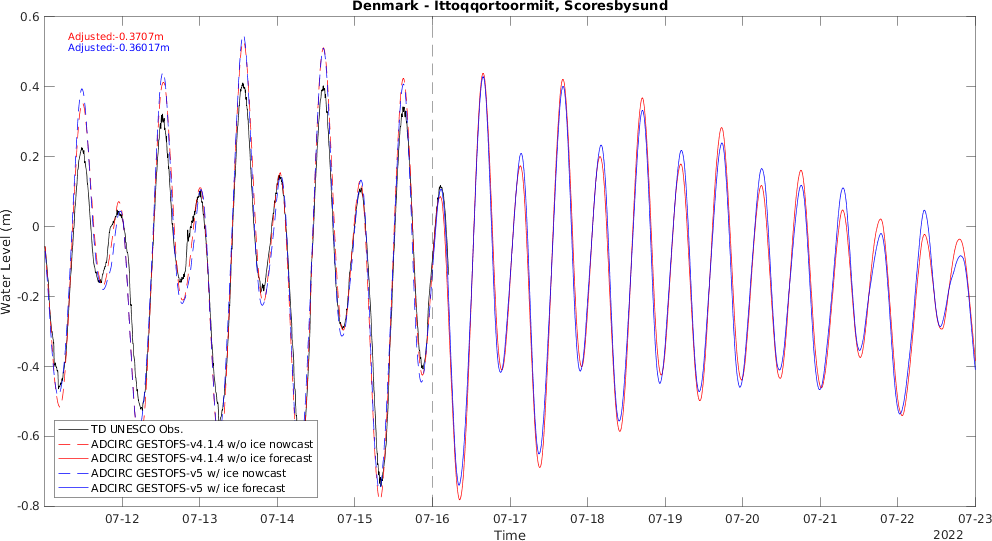 Denmark - Ittoqqortoormiit, Scoresbysund
Adjusted:-0.3707m
Adjusted:-0.36017m
Water Level (m)
0.6
0.4
0.2
0
-0.2
-0.4
-0.6
-0.8
TD UNESCO Obs.
ADCIRC GESTOFS-v4.1.4 w/o ice nowcast
ADCIRC GESTOFS-v4.1.4 w/o ice forecast
ADCIRC GESTOFS-v5 w/ ice nowcast
ADCIRC GESTOFS-v5 w/ ice forecast
07-12 07-13 07-14 07-15 07-16 07-17 07-18 07-19 07-20 07-21 07-22 07-23
Time
2022